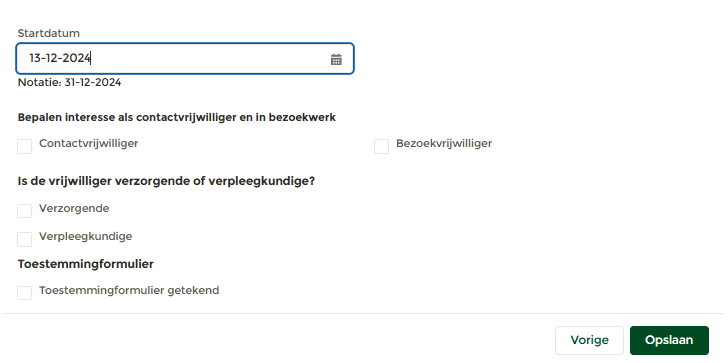 Startdatum
13-12-2024
Notatie: 31-12-2024
Bepalen interesse als contactvrijwilliger en in bezoekwerk
Contactvrijwilliger Bezoekvrijwilliger
Is de vrijwilliger verzorgende of verpleegkundige?
Verzorgende
Verpleegkundige
Toestemmingformulier
Toestemmingformulier getekend
Vorige Opslaan